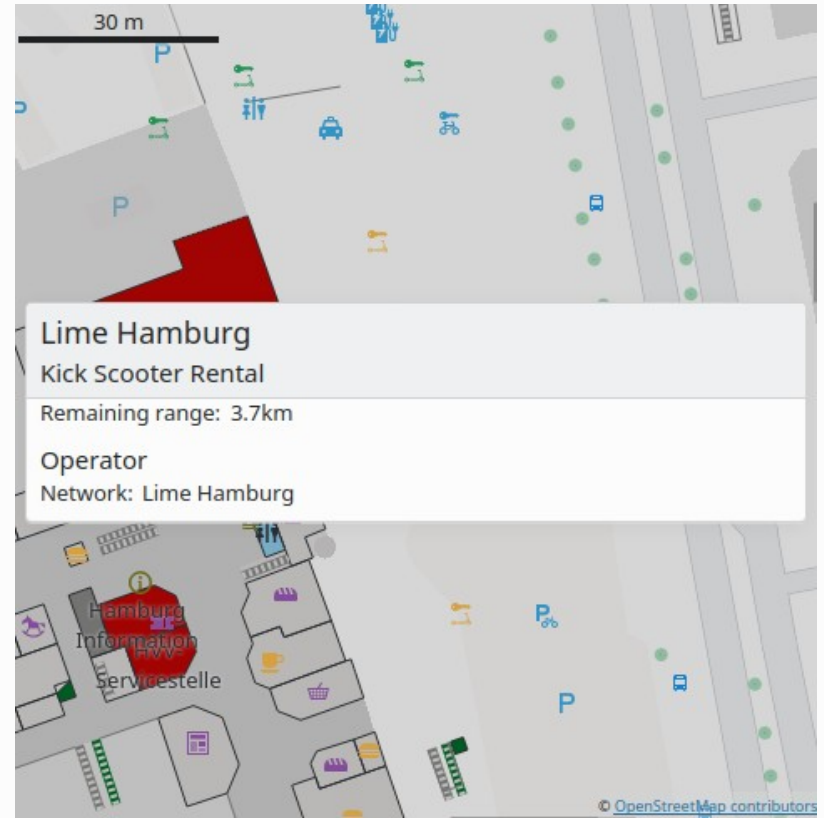 30 m
P
P
P
Lime Hamburg
Kick Scooter Rental
Remaining range: 3.7km
Operator
Network: Lime Hamburg
Hamburg
Information
Servicestelle
P
P
© OpenStreetMap contributors